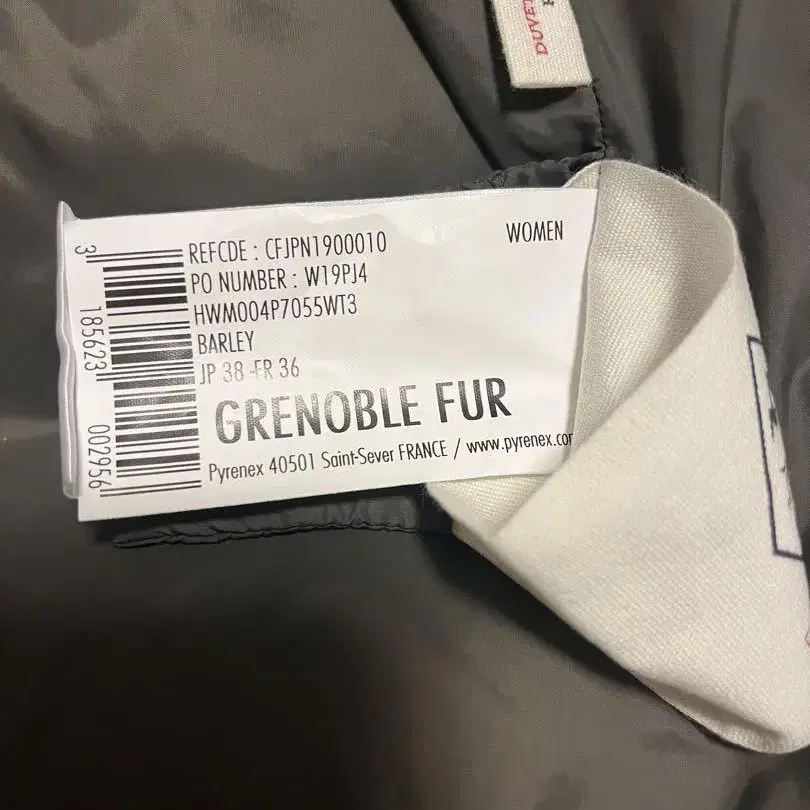 DUVET
REFCDE : CFJPN1900010
WOMEN
PO NUMBER : W19PJ4
HWM004P7055WT3
BARLEY
JP 38 -FR 36
GRENOBLE FUR
Pyrenex 40501 Saint-Sever FRANCE / www.pyrenex.com
3 185623 002956